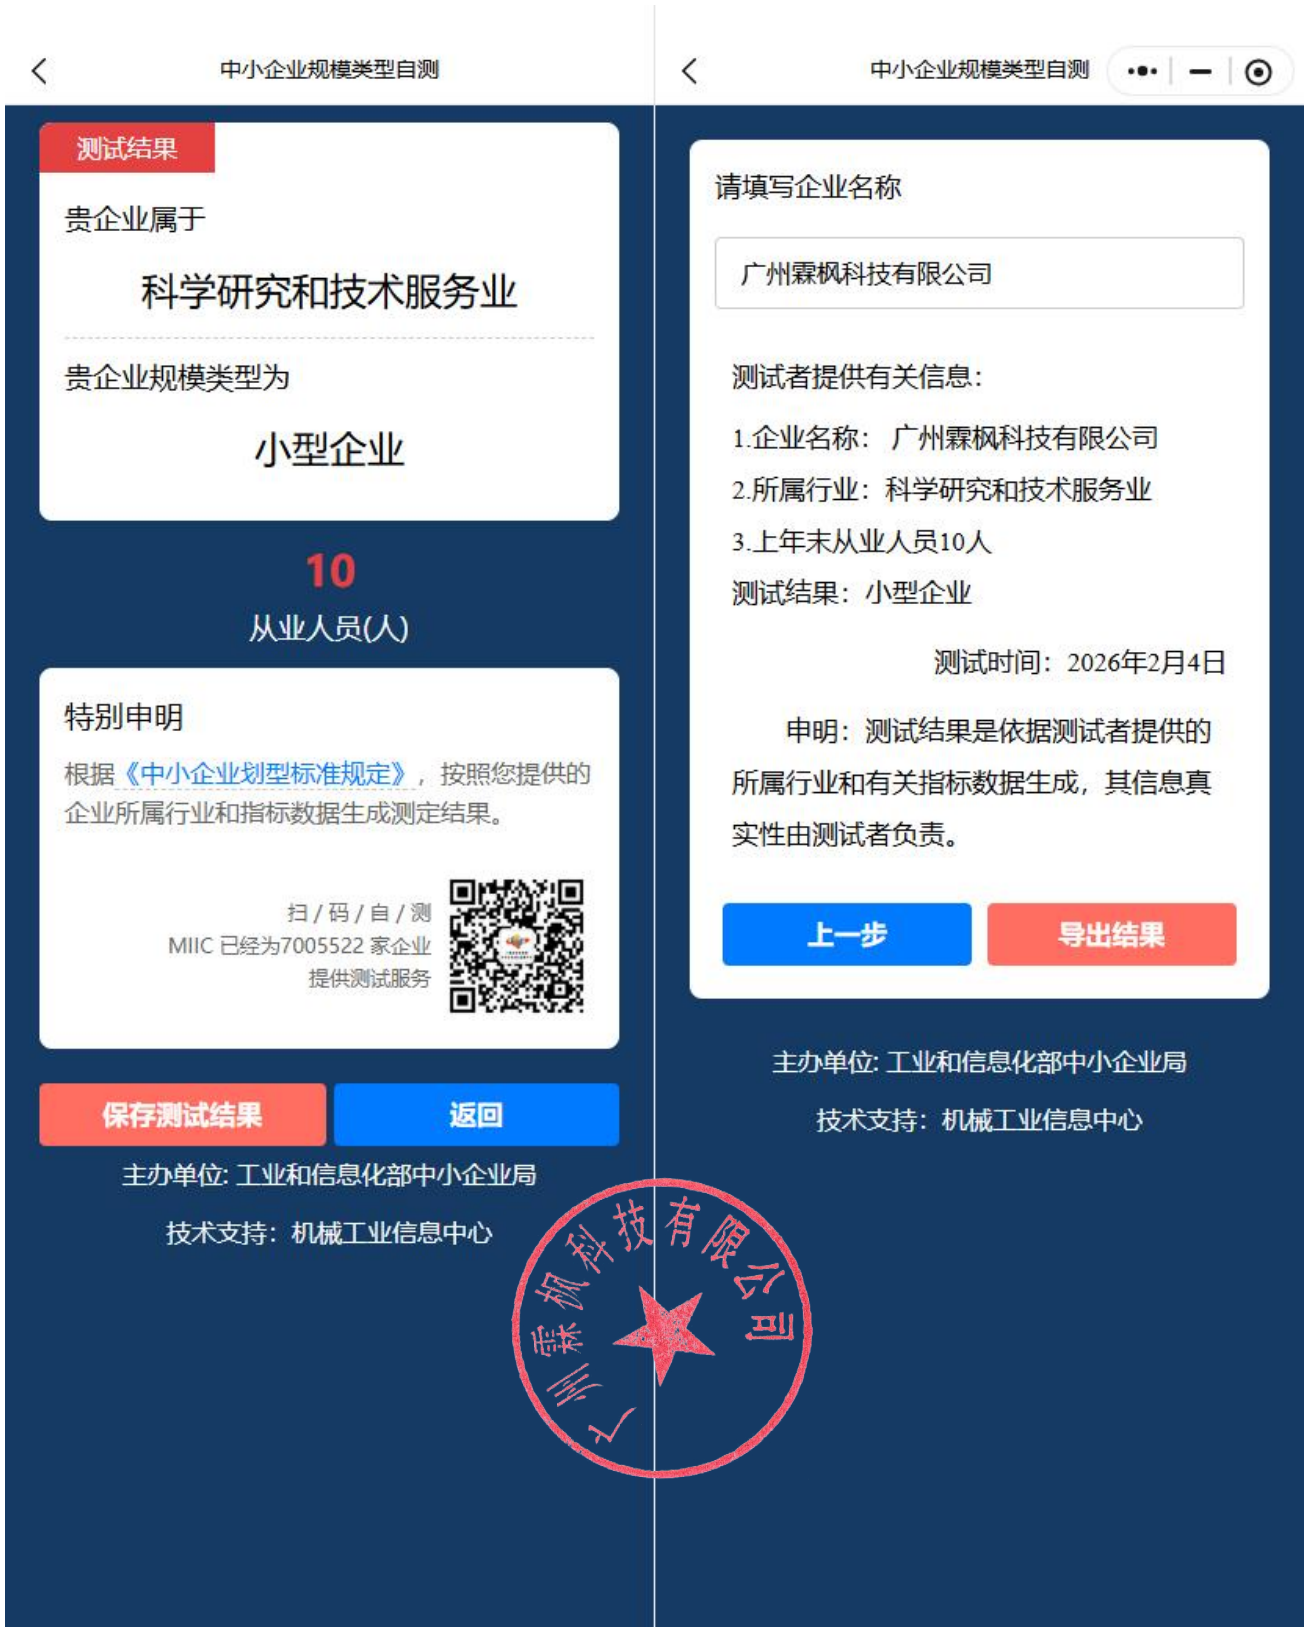 中小企业规模类型自测
测试结果
贵企业属于
科学研究和技术服务业
贵企业规模类型为
小型企业
10
从业人员(人)
特别申明
根据《中小企业划型标准规定》，按照您提供的
企业所属行业和指标数据生成测定结果。
扫 / 码 / 自 / 测
MIIC 已经为7005522 家企业
提供测试服务
保存测试结果
返回
主办单位: 工业和信息化部中小企业局
技术支持：机械工业信息中心
中小企业规模类型自测
请填写企业名称
广州霖枫科技有限公司
测试者提供有关信息：
1.企业名称： 广州霖枫科技有限公司
2.所属行业：科学研究和技术服务业
3.上年末从业人员10人
测试结果：小型企业
测试时间：2026年2月4日
申明：测试结果是依据测试者提供的
所属行业和有关指标数据生成，其信息真
实性由测试者负责。
上一步
导出结果
主办单位: 工业和信息化部中小企业局
技术支持：机械工业信息中心
广州霖枫科技有限公司